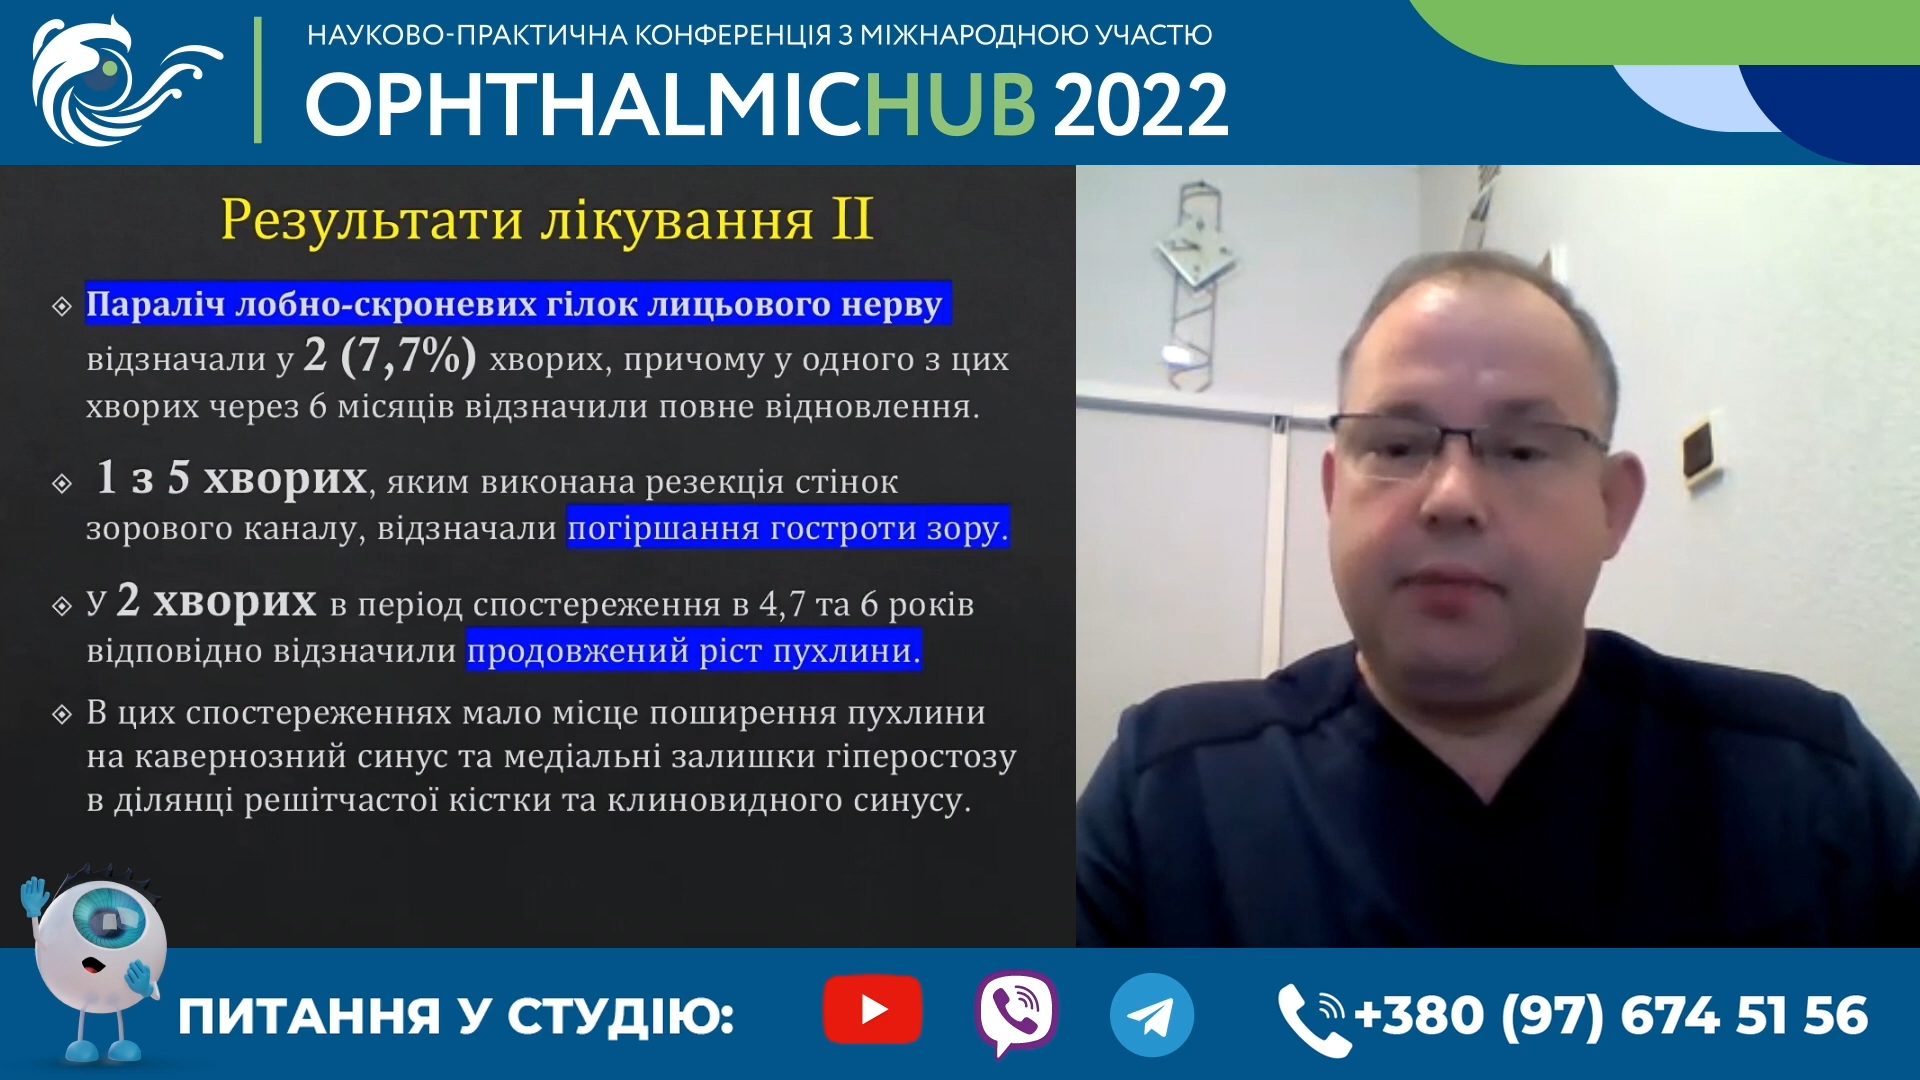 НАУКОВО-ПРАКТИЧНА КОНФЕРЕНЦІЯ З МІЖНАРОДНОЮ УЧАСТЮ
OPHTHALMICHUB 2022
Результати лікування II
Параліч лобно-скроневих гілок лицьового нерву
відзначали у 2 (7,7%) хворих, причому у одного з цих
хворих через 6 місяців відзначили повне відновлення.
1 з 5 хворих, яким виконана резекція стінок
зорового каналу, відзначали погіршання гостроти зору.
У 2 хворих в період спостереження в 4,7 та 6 років
відповідно відзначили продовжений ріст пухлини.
В цих спостереженнях мало місце поширення пухлини
на кавернозний синус та медіальні залишки гіперостозу
в ділянці решітчастої кістки та клиновидного синусу.
ПИТАННЯ У СТУДІЮ:
+380 (97) 674 51 56